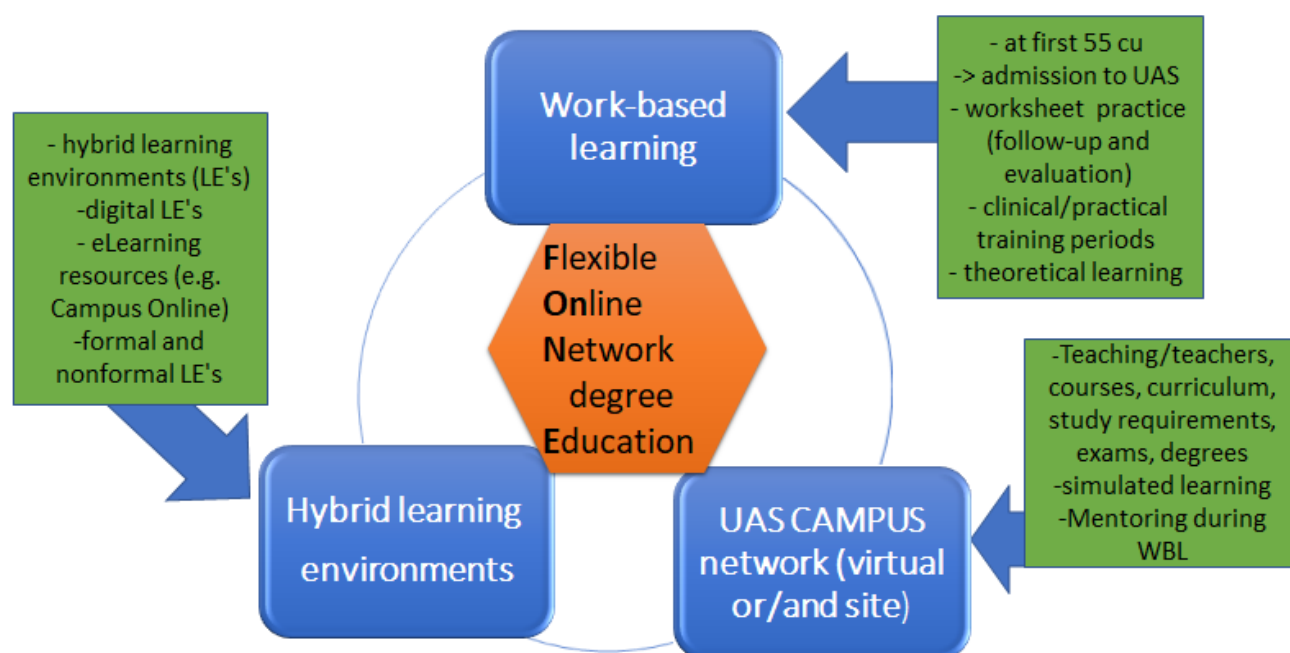 Work-based
learning
- at first 55 cu
-> admission to UAS
- worksheet practice
(follow-up and
evaluation)
- clinical/practical
training periods
- theoretical learning
- hybrid learning
environments (LE's)
-digital LE's
- eLearning
resources (e.g.
Campus Online)
-formal and
nonformal LE's
Flexible
Online
Network
degree
Education
-Teaching/teachers,
courses, curriculum,
study requirements,
exams, degrees
-simulated learning
-Mentoring during
WBL
Hybrid learning
environments
UAS CAMPUS
network (virtual
or/and site)